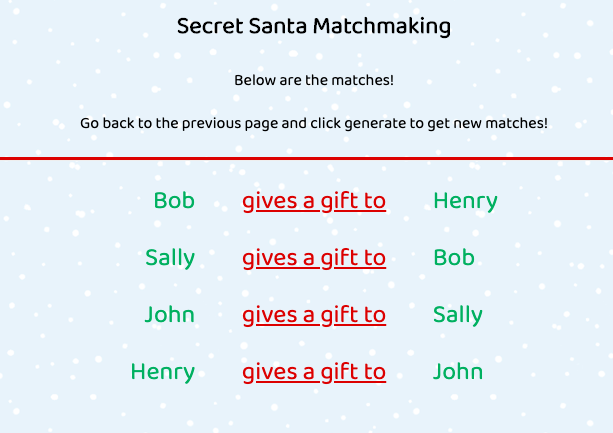 Secret Santa Matchmaking
Below are the matches!
Go back to the previous page and click generate to get new matches!
Bob gives a gift to Henry
Sally gives a gift to Bob
John gives a gift to Sally
Henry gives a gift to John